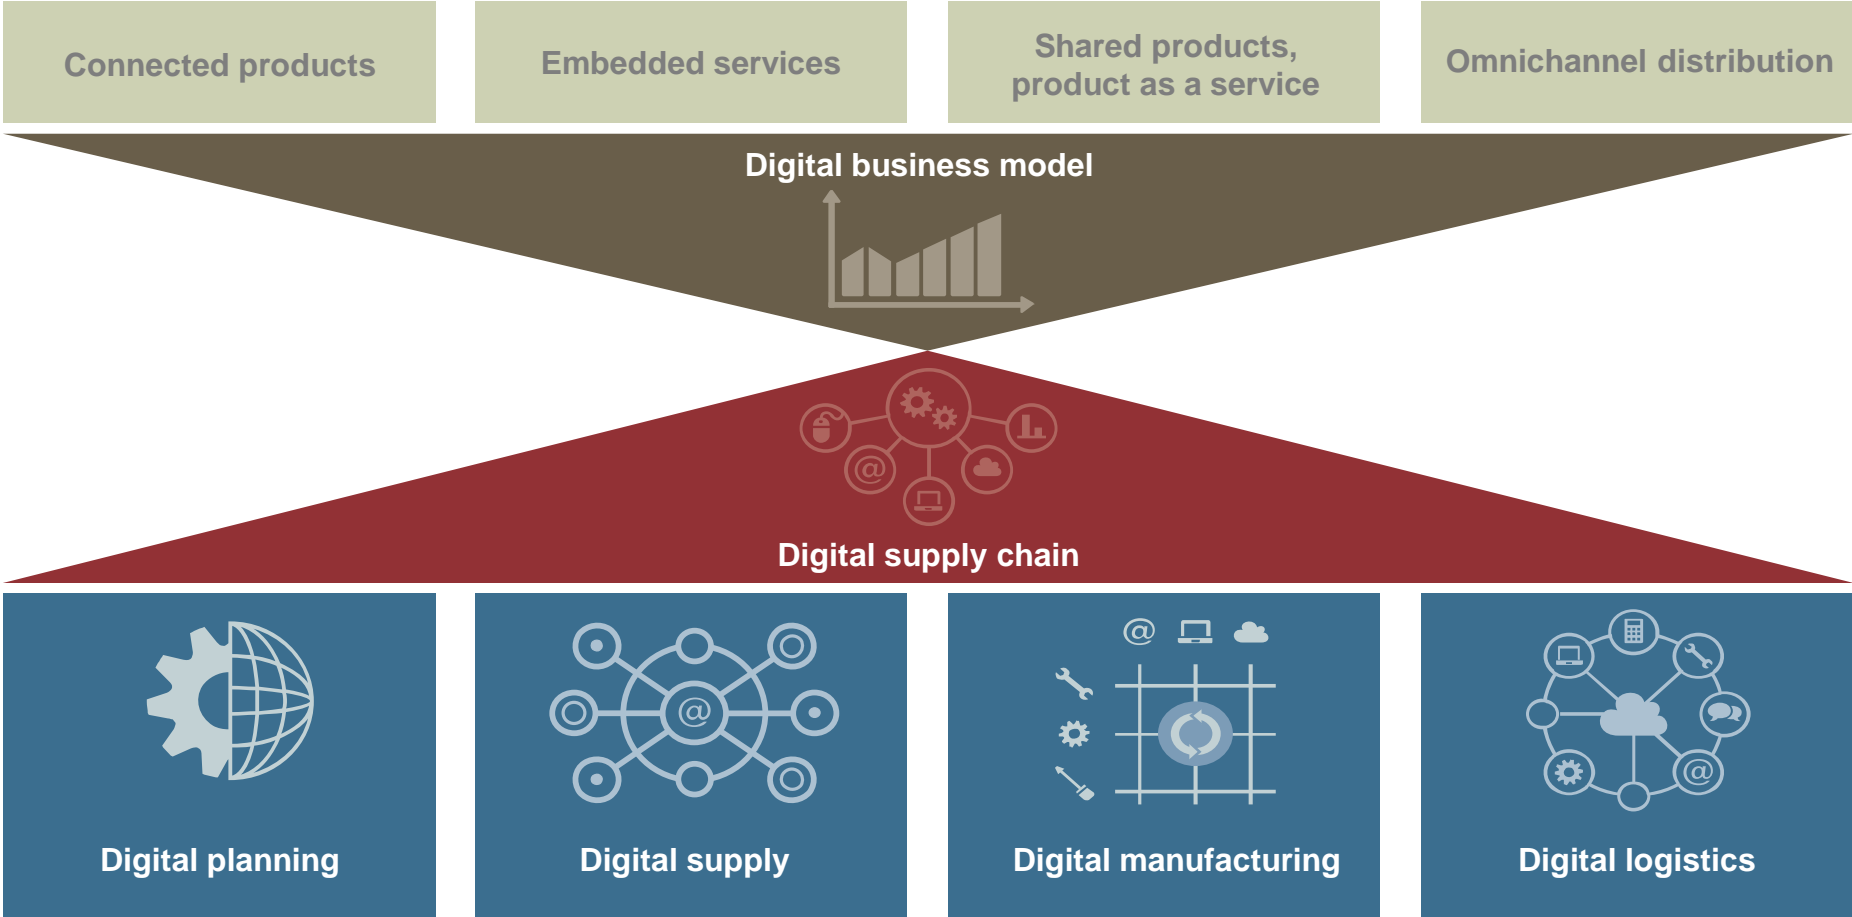 Connected products
Embedded services
Shared products,
product as a service
Omnichannel distribution
Digital business model
@
Digital supply chain
@
@
@
Digital planning
Digital supply
Digital manufacturing
Digital logistics